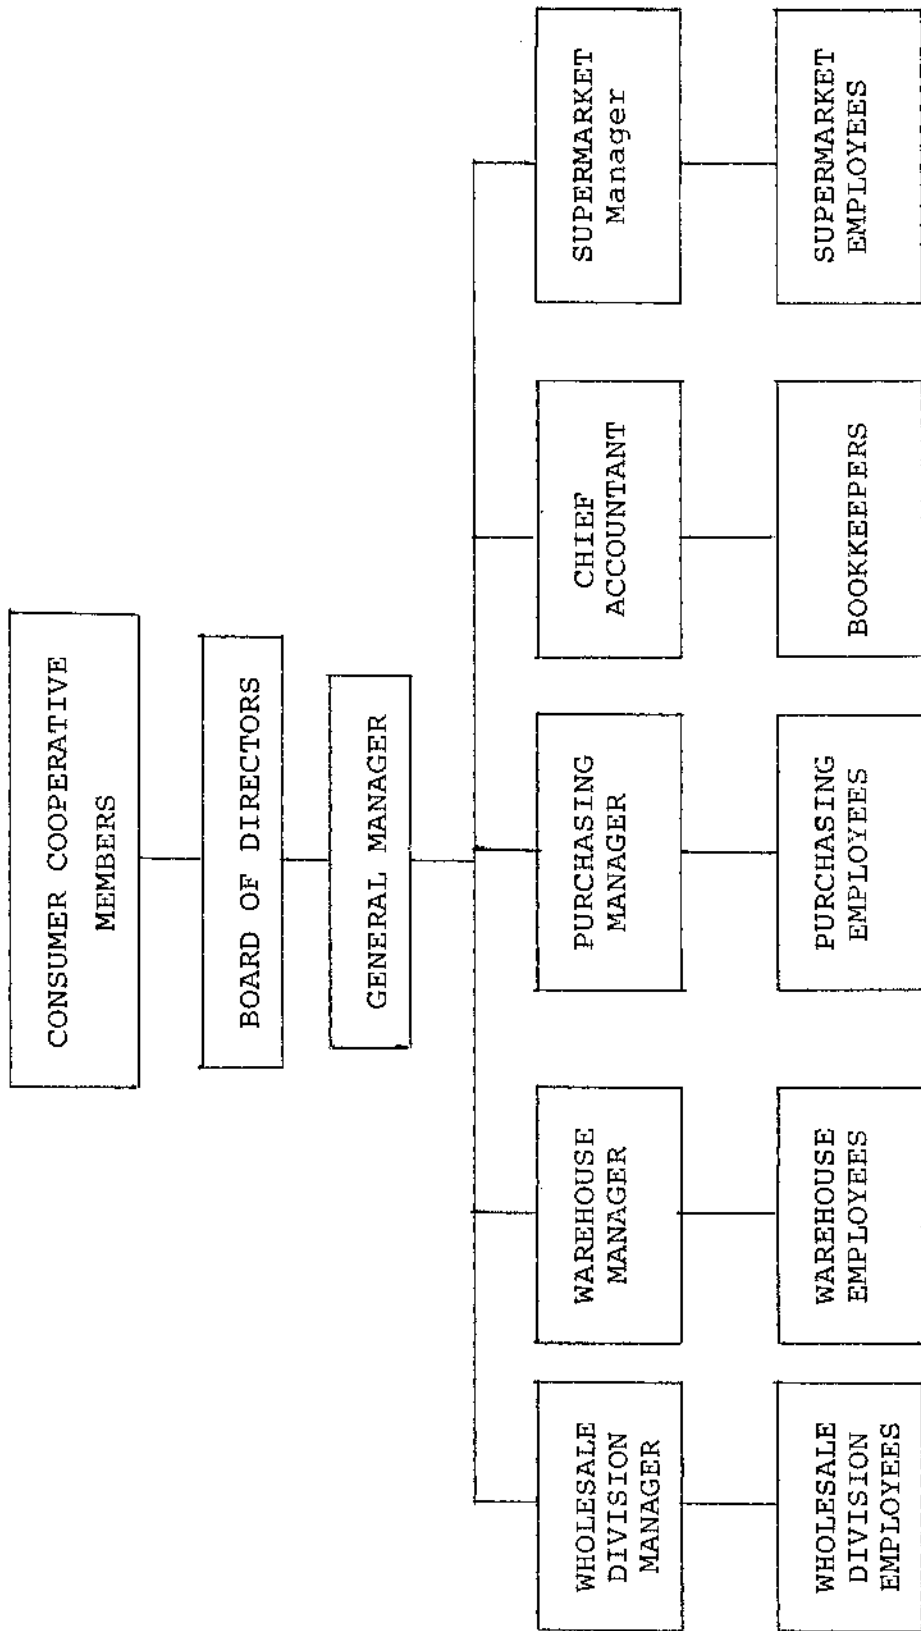 CONSUMER COOPERATIVE
MEMBERS
BOARD OF DIRECTORS
GENERAL MANAGER
WHOLESALE
DIVISION
MANAGER
WAREHOUSE
MANAGER
PURCHASING
MANAGER
CHIEF
ACCOUNTANT
SUPERMARKET
Manager
WHOLESALE
DIVISION
EMPLOYEES
WAREHOUSE
EMPLOYEES
PURCHASING
EMPLOYEES
BOOKKEEPERS
SUPERMARKET
EMPLOYEES